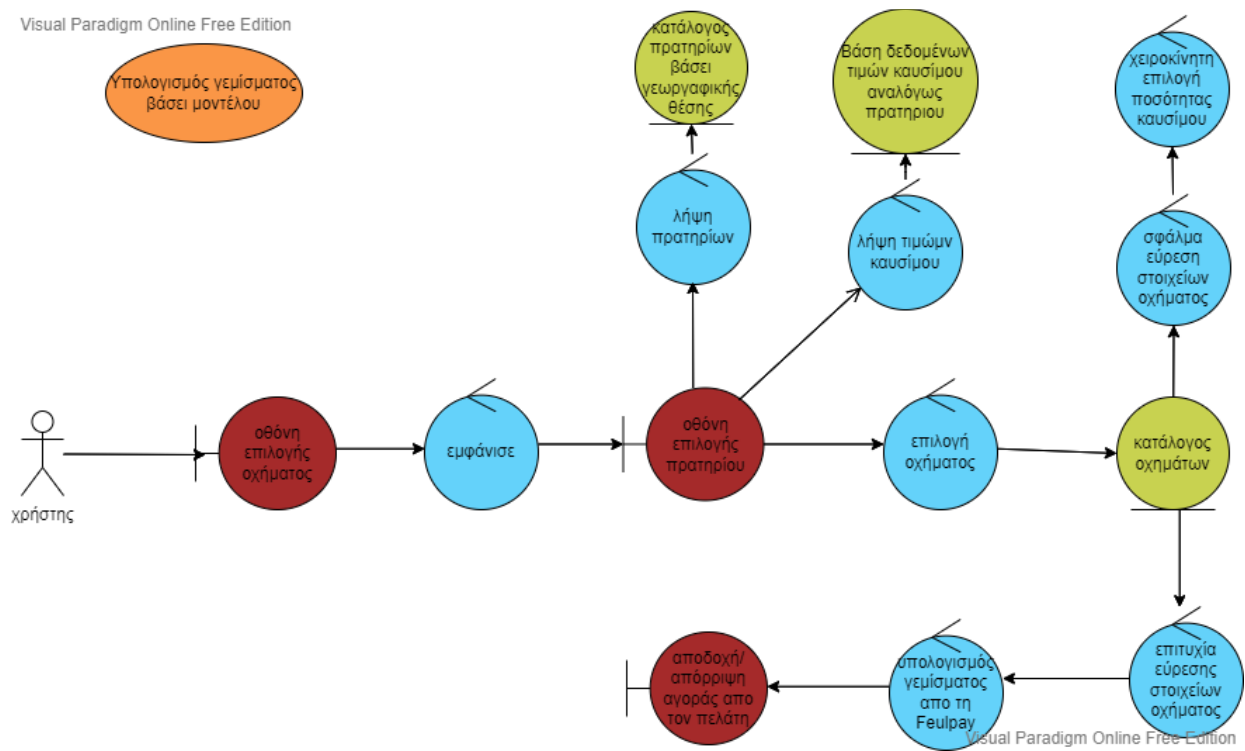 Visual Paradigm Online Free Edition
Υπολογισμός γεμίσματος
βάσει μοντέλου
κατάλογος
πρατηρίων
βάσει
γεωργαφικής
θέσης
Βάση δεδομένων
τιμών καυσίμου
αναλόγως
πρατηριου
χειροκίνητη
επιλογή
ποσότητας
καυσίμου
λήψη
πρατηρίων
λήψη τιμώμν
καυσίμου
σφάλμα
εύρεση
στοιχείων
οχήματος
χρήστης
οθόνη
επιλογής
οχήματος
εμφάνισε
οθόνη
επιλογής
πρατηρίου
επιλογή
οχήματος
κατάλογος
οχημάτων
αποδοχή/
απόρριψη
αγοράς απο
τον πελάτη
υπολογισμός
γεμίσματος
απο τη
Feulpay
επιτυχία
εύρεσης
στοιχείων
οχήματος
Visual Paradigm Online Free Edition